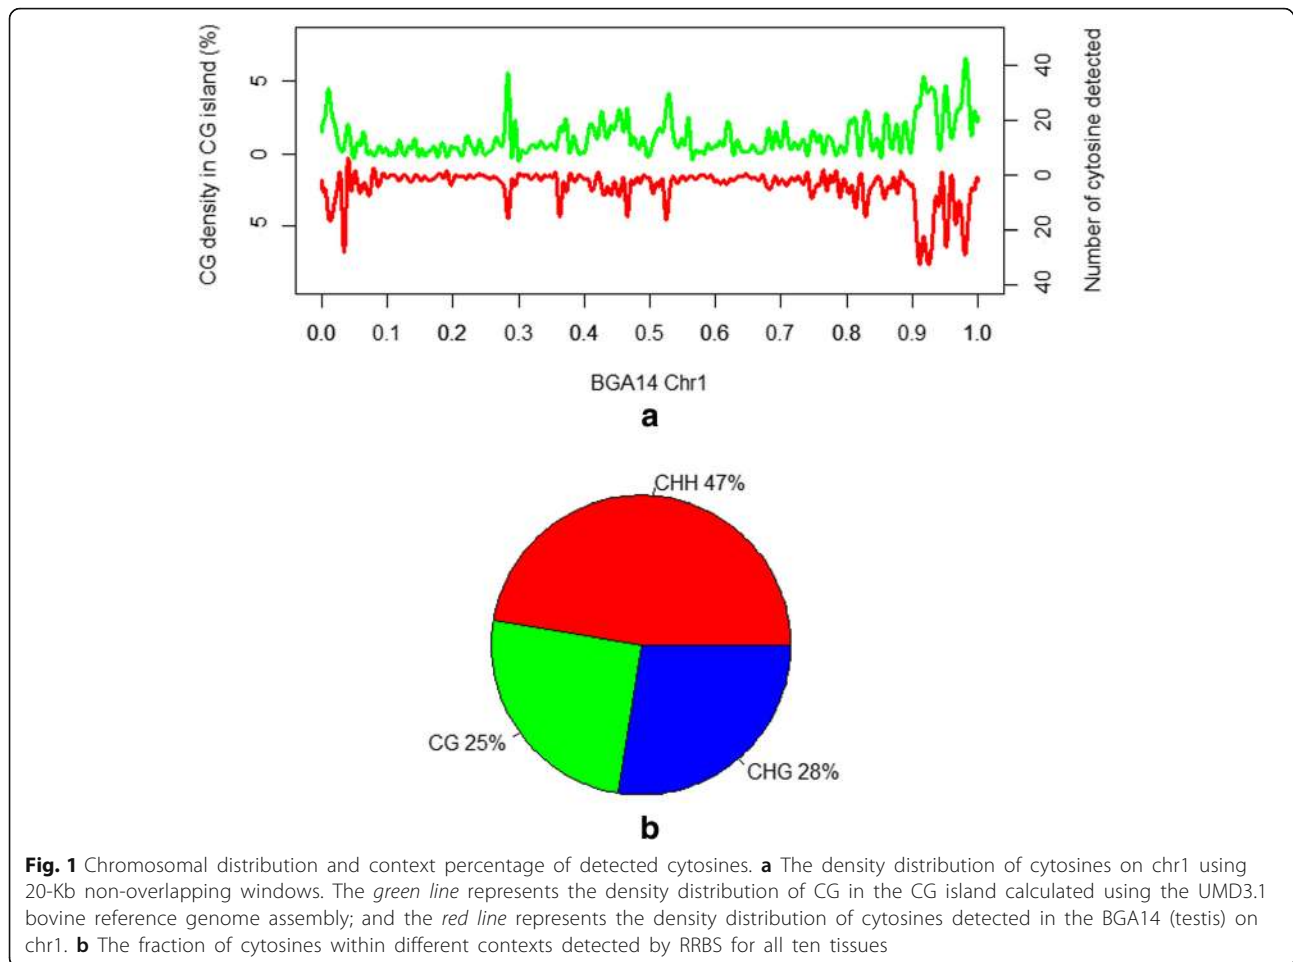 CG density in CG island (%)
5
0
5
40
20
0
20
40
Number of cytosine detected
0.0 0.1 0.2 0.3 0.4 0.5 0.6 0.7 0.8 0.9 1.0
BGA14 Chr1
a
CHH 47%
CG 25%
CHG 28%
b
Fig. 1 Chromosomal distribution and context percentage of detected cytosines. a The density distribution of cytosines on chr1 using
20-Kb non-overlapping windows. The green line represents the density distribution of CG in the CG island calculated using the UMD3.1
bovine reference genome assembly; and the red line represents the density distribution of cytosines detected in the BGA14 (testis) on
chr1. b The fraction of cytosines within different contexts detected by RRBS for all ten tissues